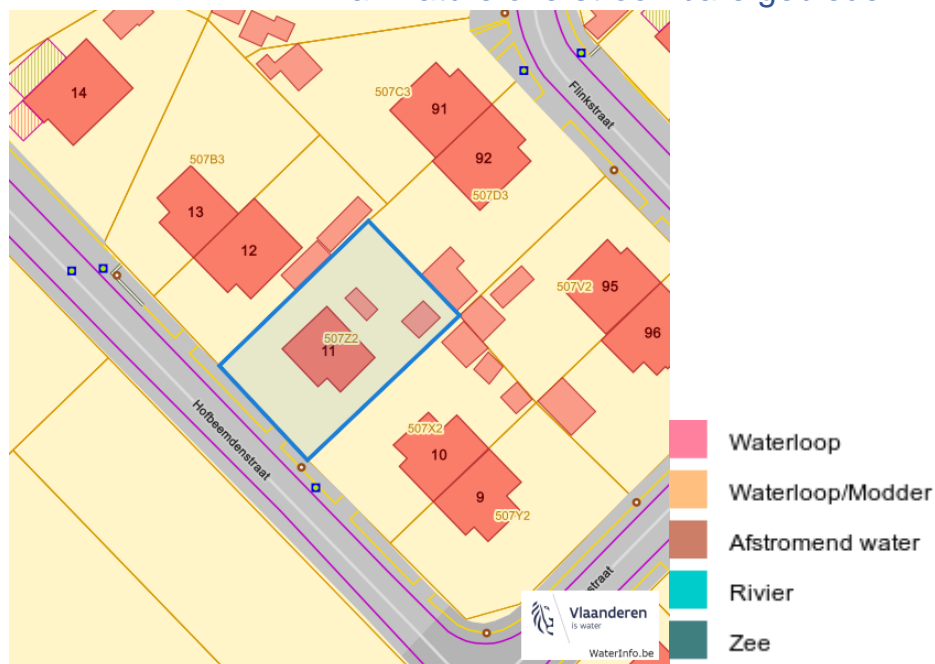 14
507C3
91
Flinkstraat
92
507B3
507D3
13
12
507V2
95
96
507Z2
11
Hofbeemdenstraat
507X2
10
9
507Y2
straat
Vlaanderen
is water
WaterInfo.be
Waterloop
Waterloop/Modder
Afstromend water
Rivier
Zee